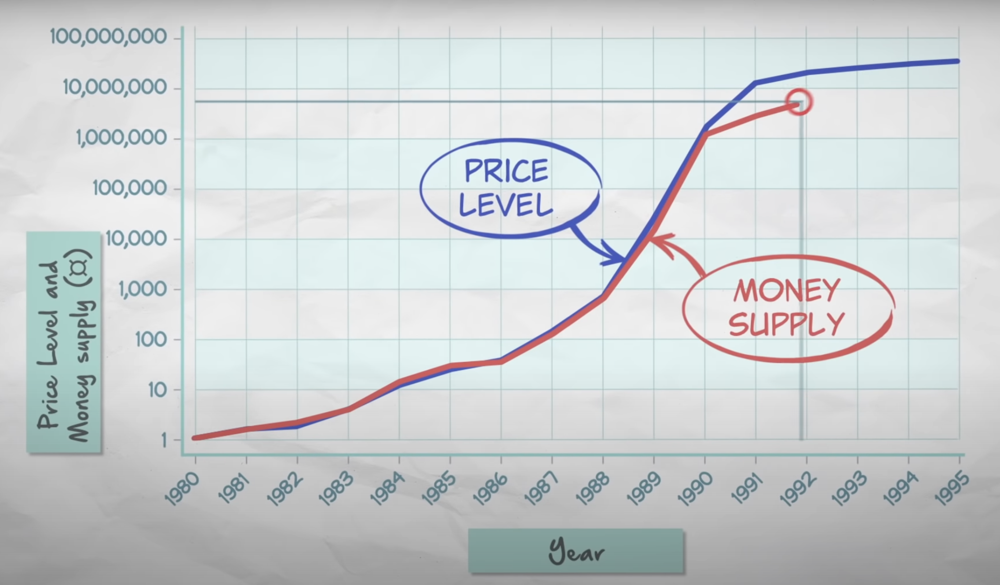 100,000,000
10,000,000
1,000,000
100,000
10,000
1,000
100
10
1
Price Level and
Money supply (¤)
PRICE
LEVEL
MONEY
SUPPLY
1980 1981 1982 1983 1984 1985 1986 1987 1988 1989 1990 1991 1992 1993 1994 1995
Year